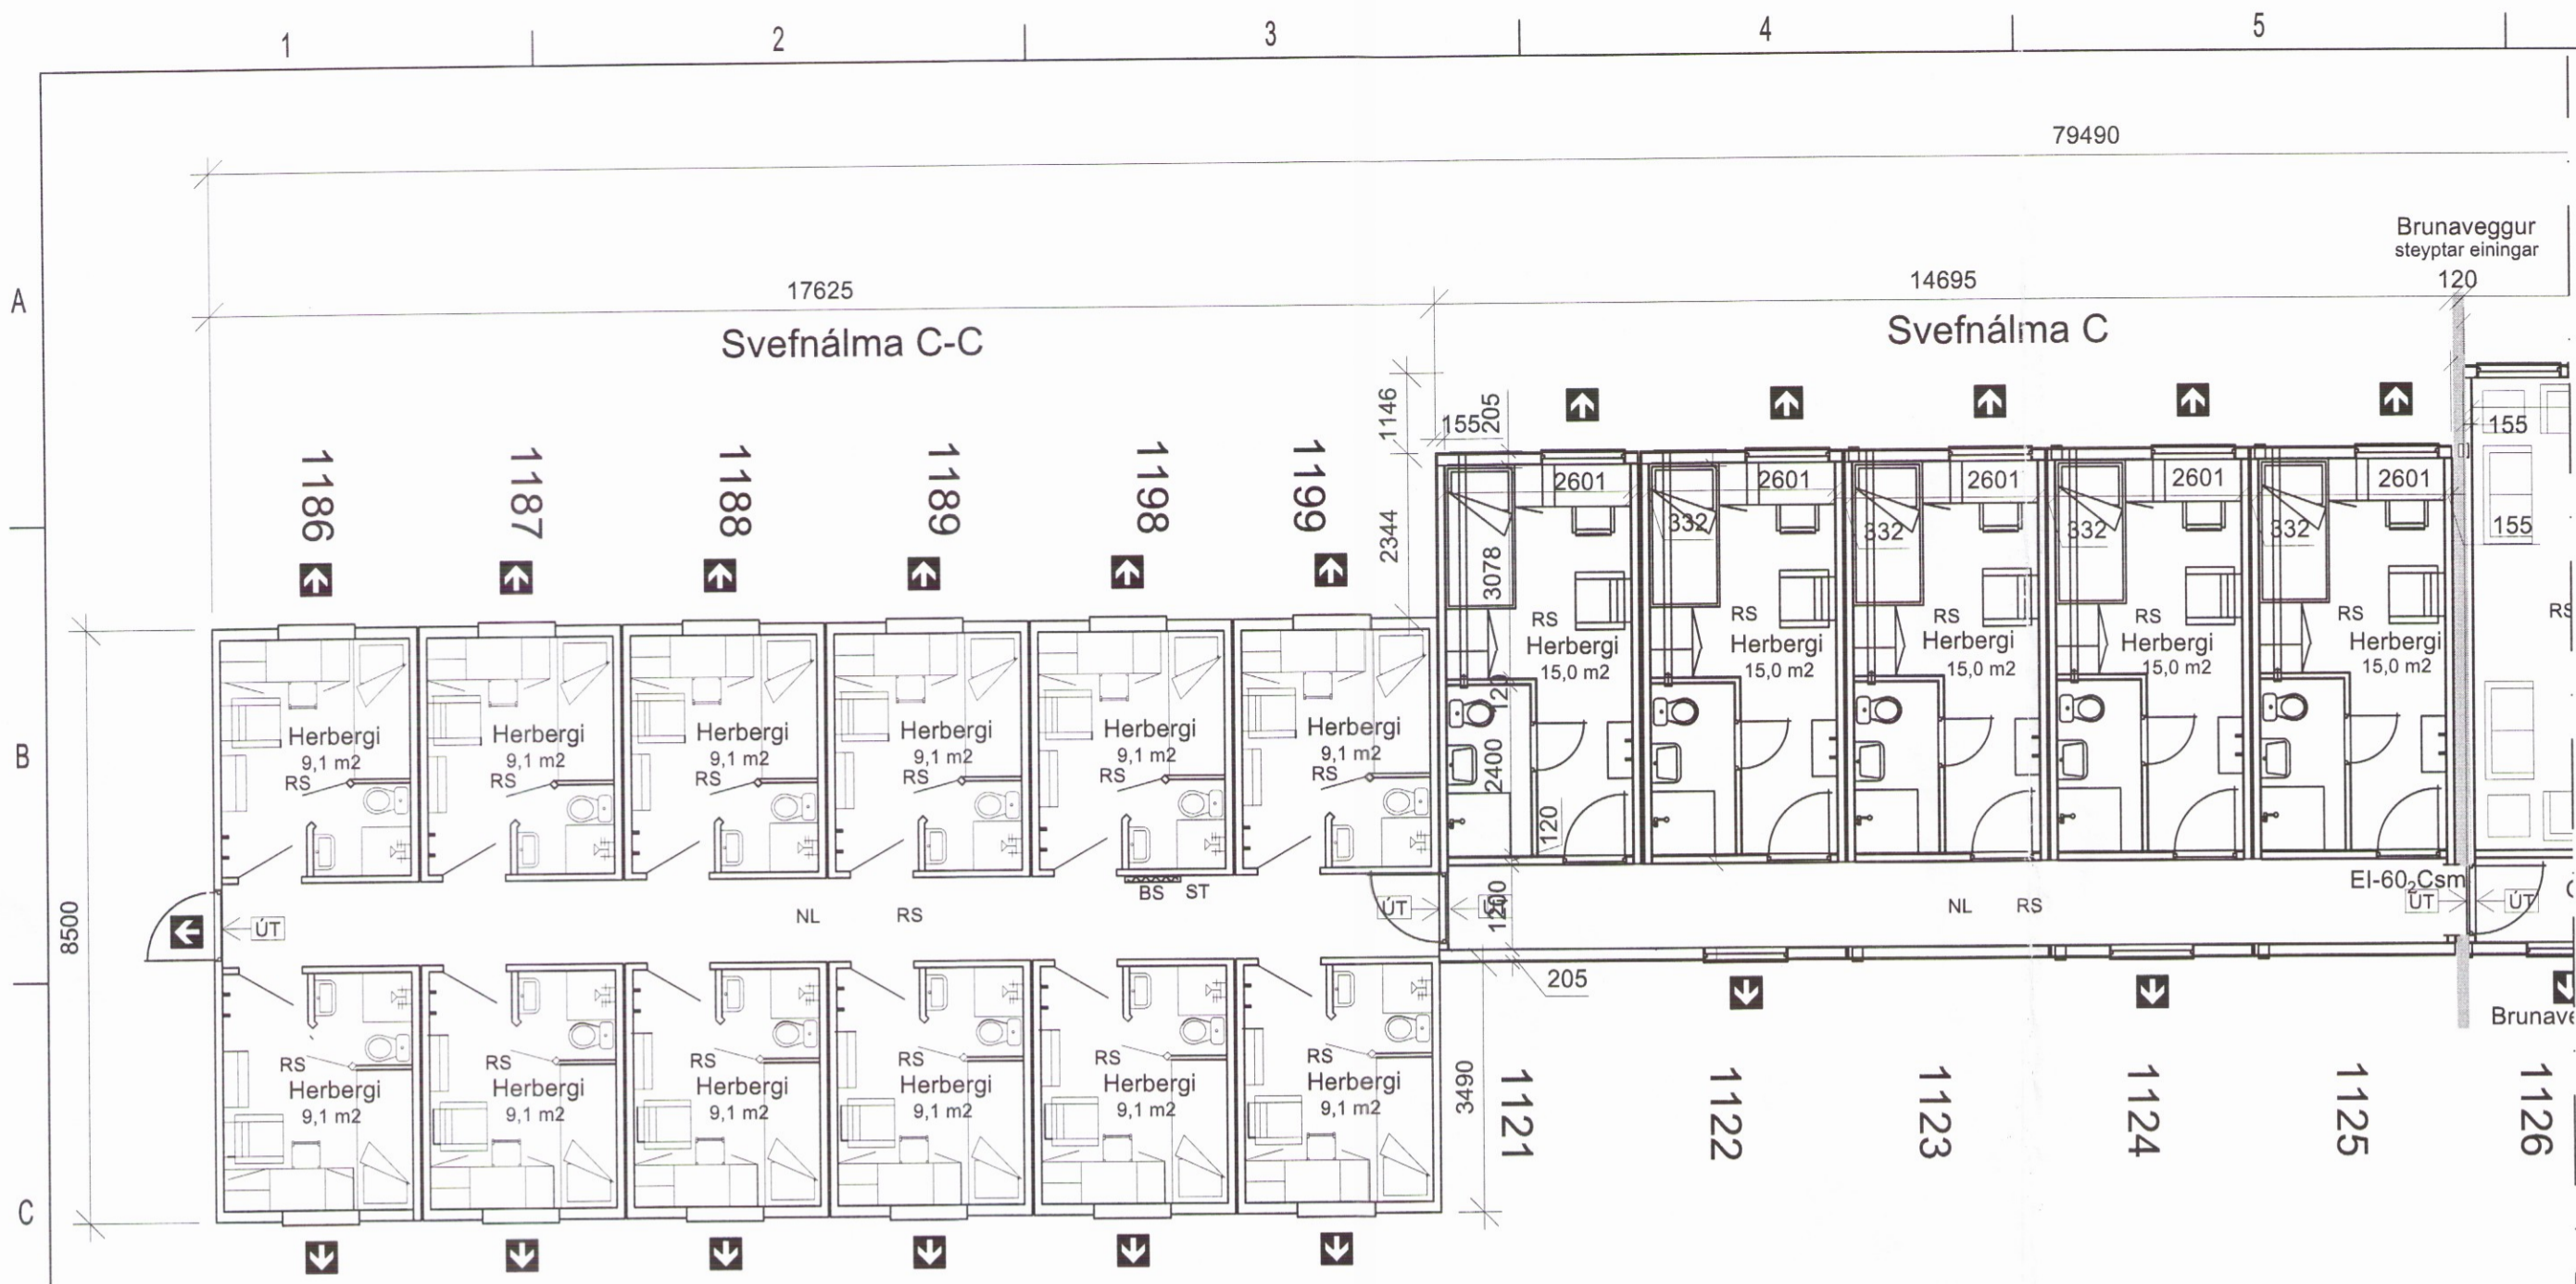 1 2 3 4 5
79490
Brunaveggur
steyptar einingar
A
17625 14695 120
Svefnálma C-C Svefnálma C
1146
155 205
155
1186 1187 1188 1189 1198 1199
2344
2601 2601 2601 2601 2601
332 332 332 332
155
3078
RS RS RS RS RS RS
Herbergi Herbergi Herbergi Herbergi Herbergi
15,0 m2 15,0 m2 15,0 m2 15,0 m2 15,0 m2
120
B
Herbergi Herbergi Herbergi Herbergi Herbergi Herbergi
9,1 m2 9,1 m2 9,1 m2 9,1 m2 9,1 m2 9,1 m2
RS RS RS RS RS RS
2400
120
8500
BS ST
EI-60₂Csm
ÚT NL RS ÚT ÚT NL RS ÚT ÚT
1200
205
Brunave
RS RS RS RS RS RS
Herbergi Herbergi Herbergi Herbergi Herbergi Herbergi
9,1 m2 9,1 m2 9,1 m2 9,1 m2 9,1 m2 9,1 m2
3490
1121 1122 1123 1124 1125 1126
C